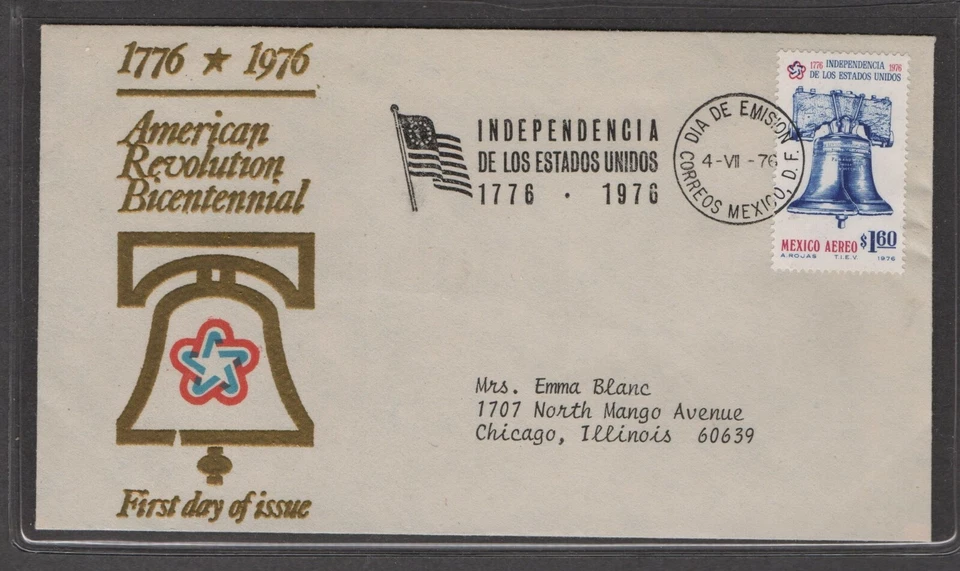 1776 ★ 1976
American
Revolution
Bicentennial
First day of issue
INDEPENDENCIA
DE LOS ESTADOS UNIDOS
1776 · 1976
DIA DE EMISION
4-VII-76
CORREOS MEXICO, D.F.
1776 INDEPENDENCIA 1976
DE LOS ESTADOS UNIDOS
MEXICO AEREO $1.60
A. ROJAS T.I.E.V. 1976
Mrs. Emma Blanc
1707 North Mango Avenue
Chicago, Illinois 60639